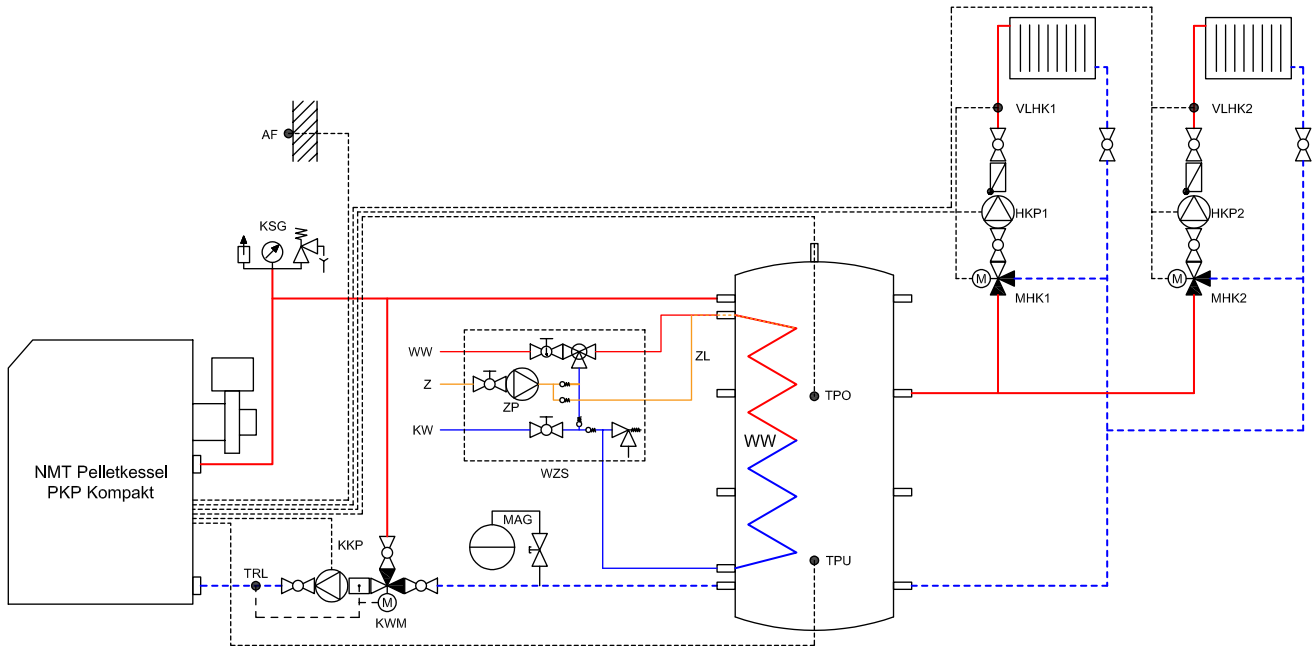 VLHK1
VLHK2
AF
HKP1
HKP2
KSG
M
M
MHK1
MHK2
WW
ZL
Z
ZP
TPO
KW
WW
WZS
NMT Pelletkessel
PKP Kompakt
MAG
KKP
TRL
TPU
M
KWM